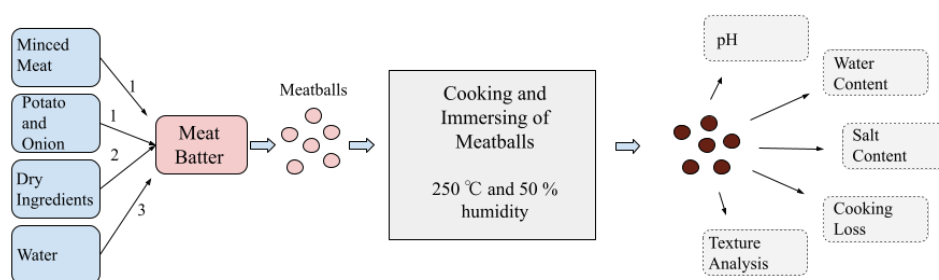 Minced
Meat
1
Potato
and
Onion
1
2
Dry
Ingredients
3
Water
Meat
Batter
Meatballs
Cooking and
Immersing of
Meatballs
250 ℃ and 50 %
humidity
pH
Water
Content
Salt
Content
Cooking
Loss
Texture
Analysis